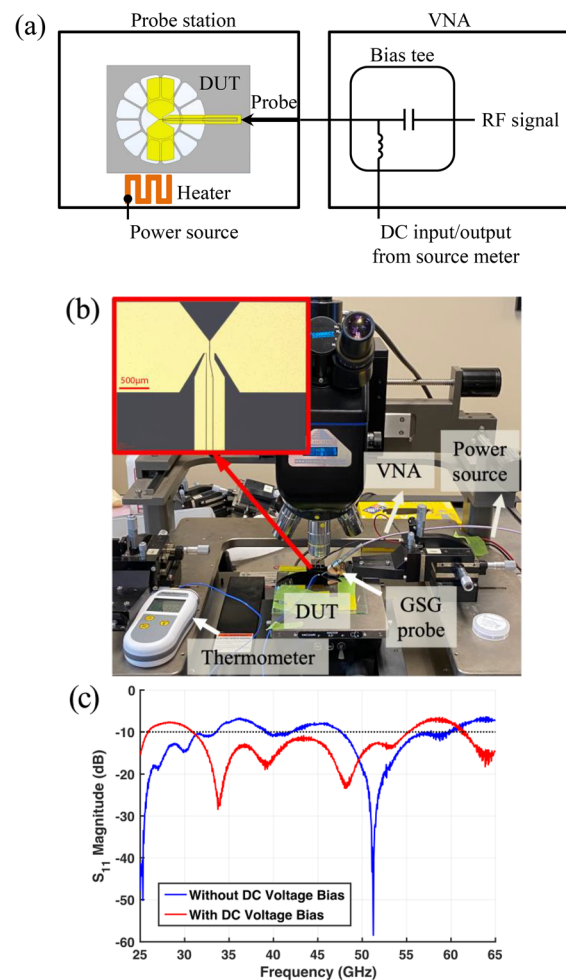 (a)
Probe station
VNA
DUT
Bias tee
Probe
RF signal
Heater
Power source
DC input/output
from source meter
(b)
500μm
Power
source
VNA
DUT
GSG
probe
Thermometer
(c)
0
-10
-20
-30
-40
-50
-60
S11 Magnitude (dB)
Without DC Voltage Bias
With DC Voltage Bias
25 30 35 40 45 50 55 60 65
Frequency (GHz)